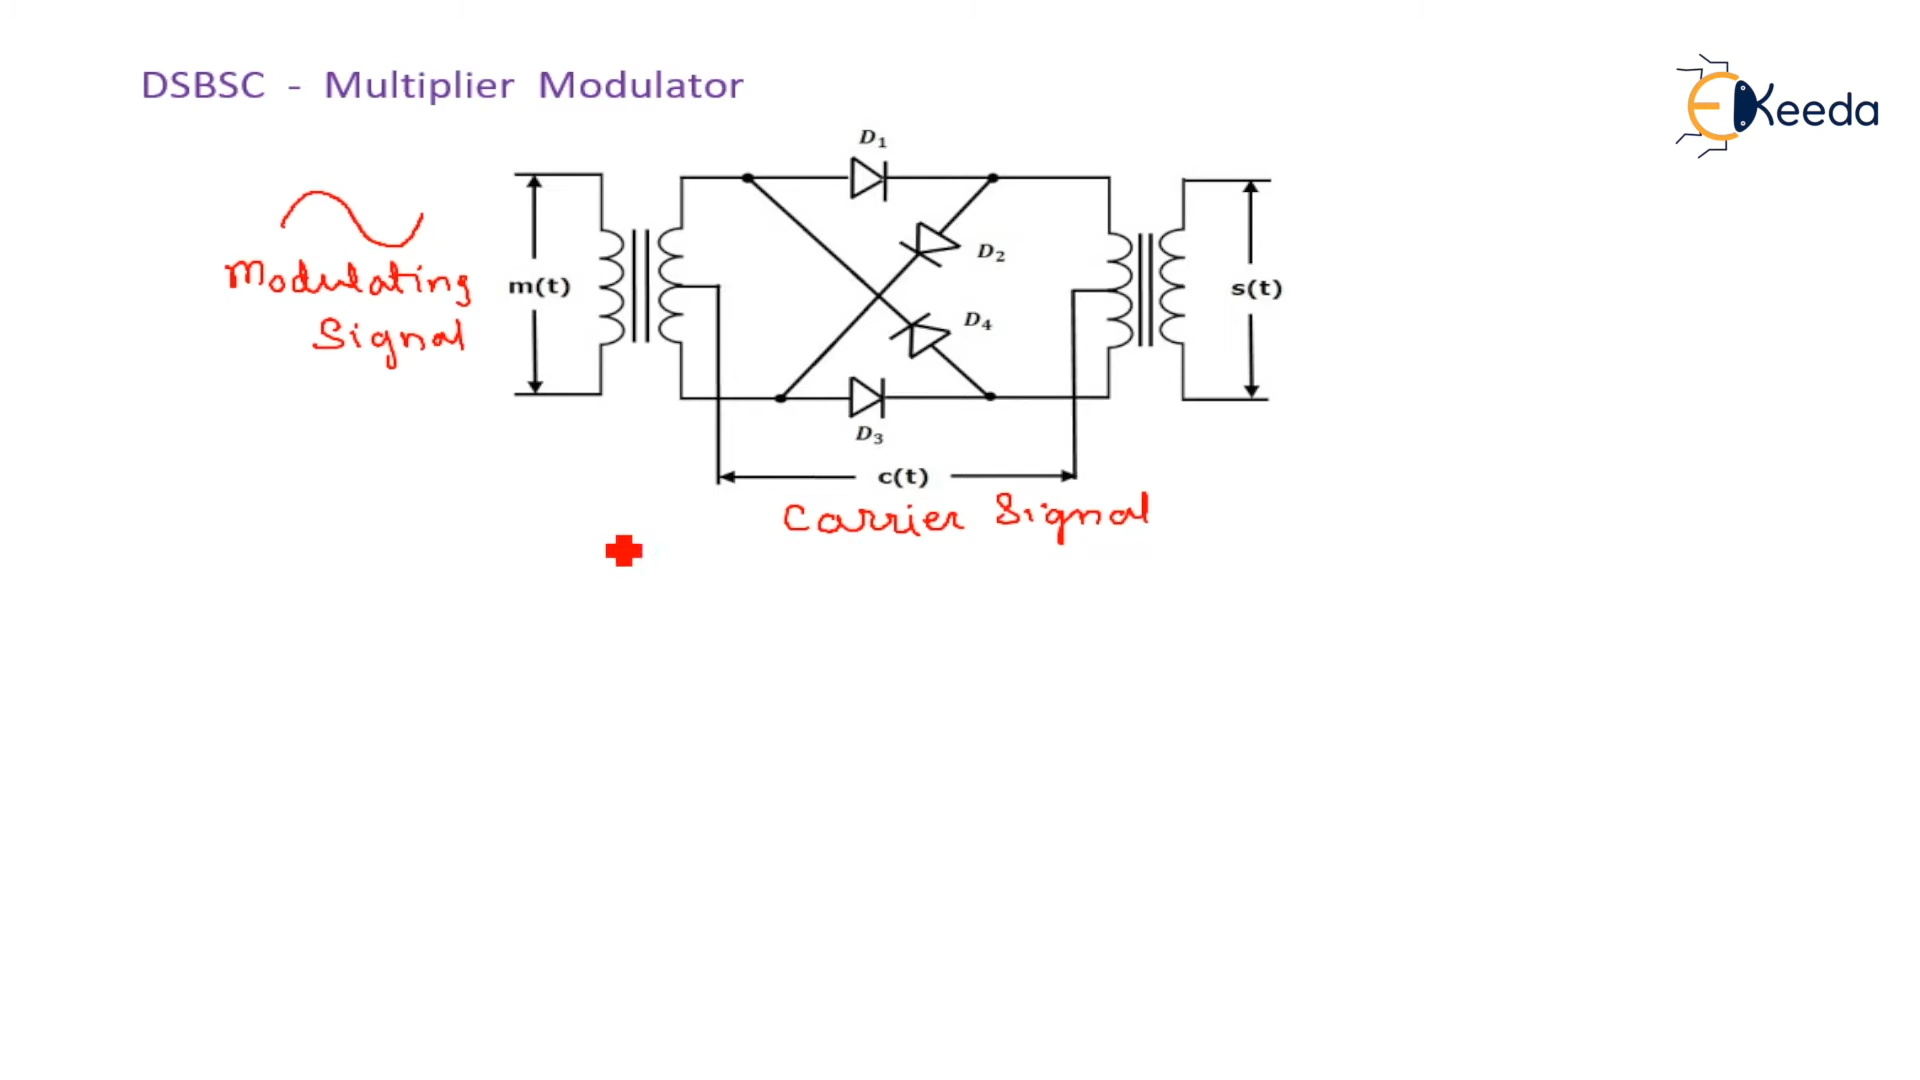 DSBSC - Multiplier Modulator
EKeeda
D₁
D₂
Modulating
Signal
m(t)
s(t)
D₄
D₃
c(t)
Carrier Signal